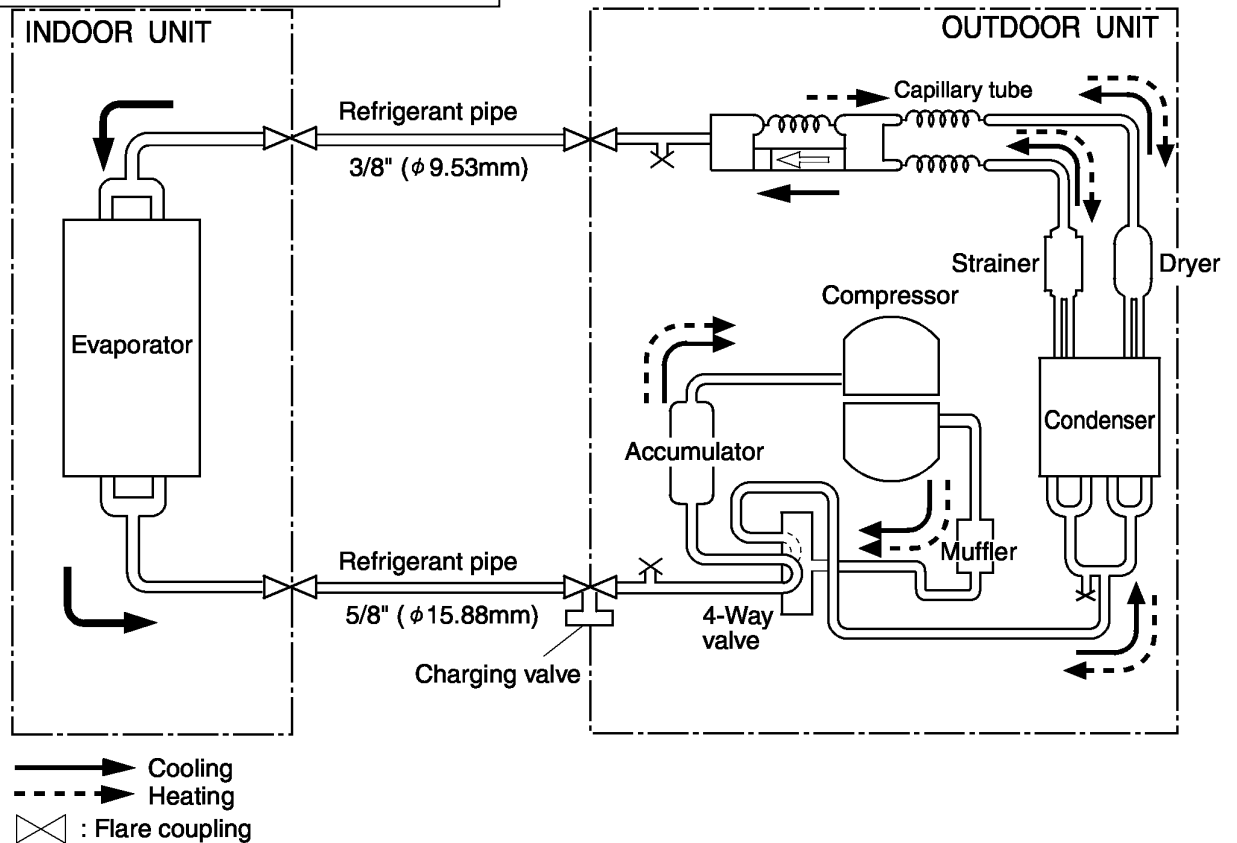 INDOOR UNIT
OUTDOOR UNIT
Refrigerant pipe
3/8" (φ9.53mm)
Capillary tube
Strainer
Dryer
Compressor
Evaporator
Condenser
Accumulator
Muffler
Refrigerant pipe
5/8" (φ15.88mm)
4-Way
valve
Charging valve
Cooling
Heating
: Flare coupling